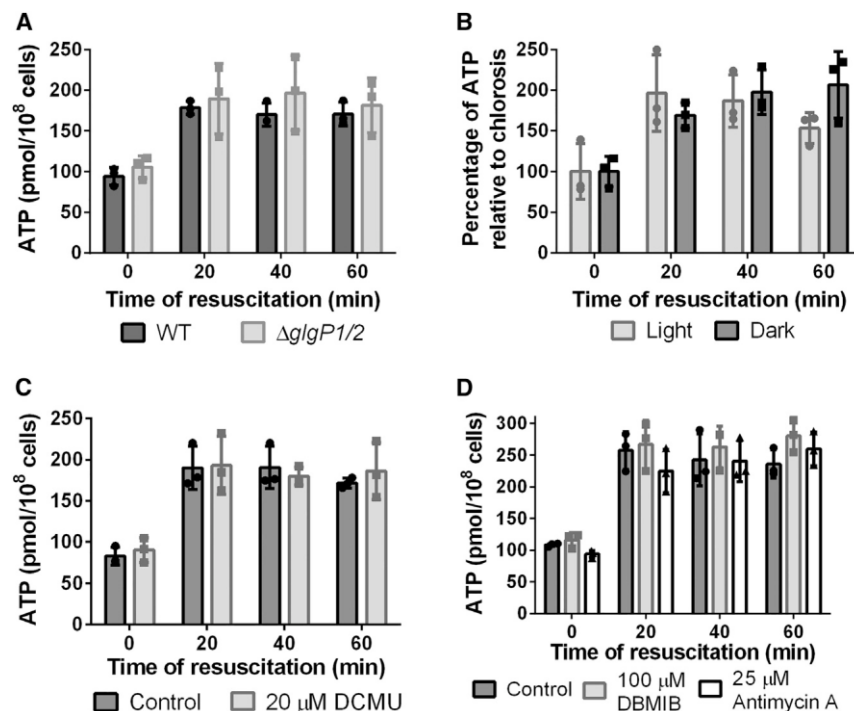 A
ATP (pmol/10⁸ cells)
250
200
150
100
50
0
0 20 40 60
Time of resuscitation (min)
WT ΔglgP1/2
B
Percentage of ATP
relative to chlorosis
250
200
150
100
50
0
0 20 40 60
Time of resuscitation (min)
Light Dark
C
ATP (pmol/10⁸ cells)
250
200
150
100
50
0
0 20 40 60
Time of resuscitation (min)
Control 20 μM DCMU
D
ATP (pmol/10⁸ cells)
300
250
200
150
100
50
0
0 20 40 60
Time of resuscitation (min)
Control 100 μM DBMIB 25 μM Antimycin A